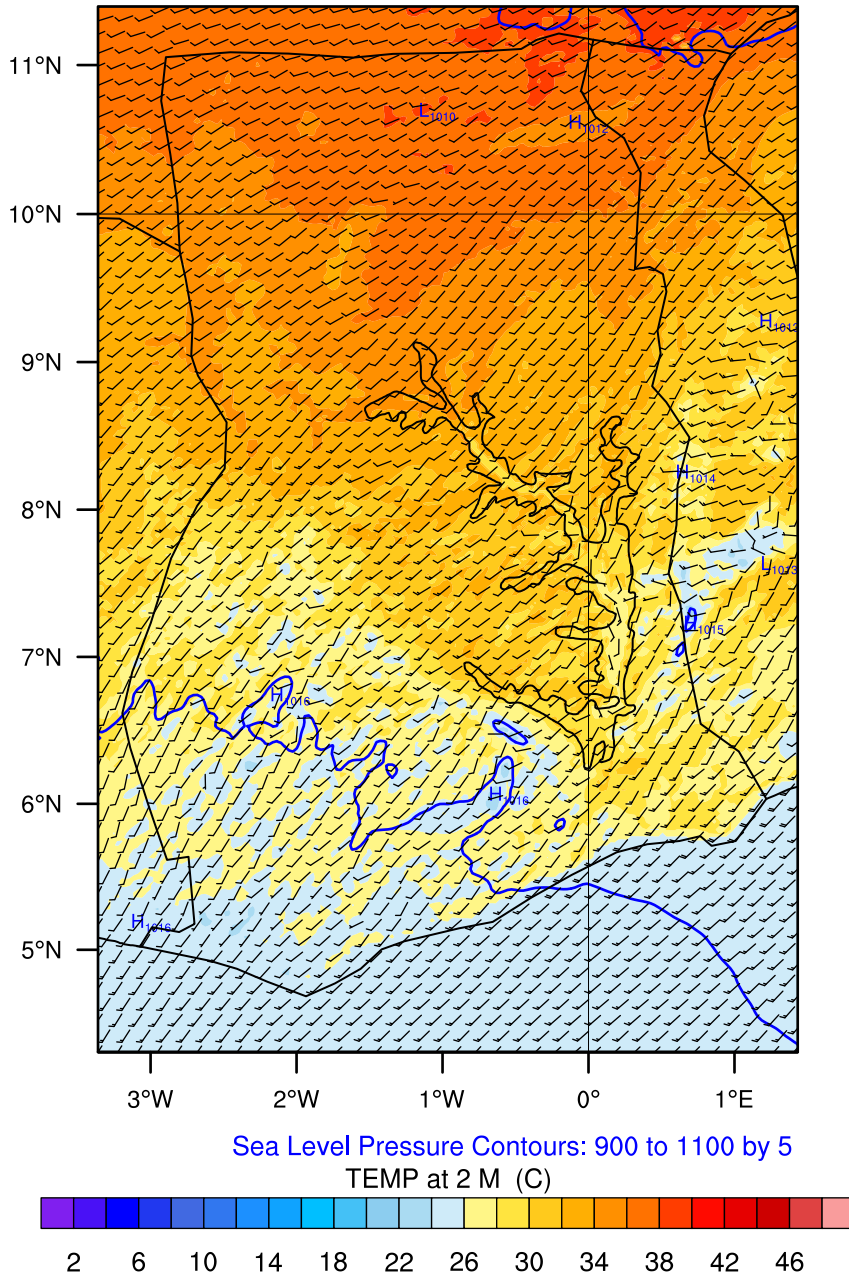 11°N
L1010
H1012
10°N
H1013
9°N
H1014
8°N
L1013
H1015
7°N
H1016
6°N
H1016
H1016
5°N
3°W 2°W 1°W 0° 1°E
Sea Level Pressure Contours: 900 to 1100 by 5
TEMP at 2 M (C)
2 6 10 14 18 22 26 30 34 38 42 46